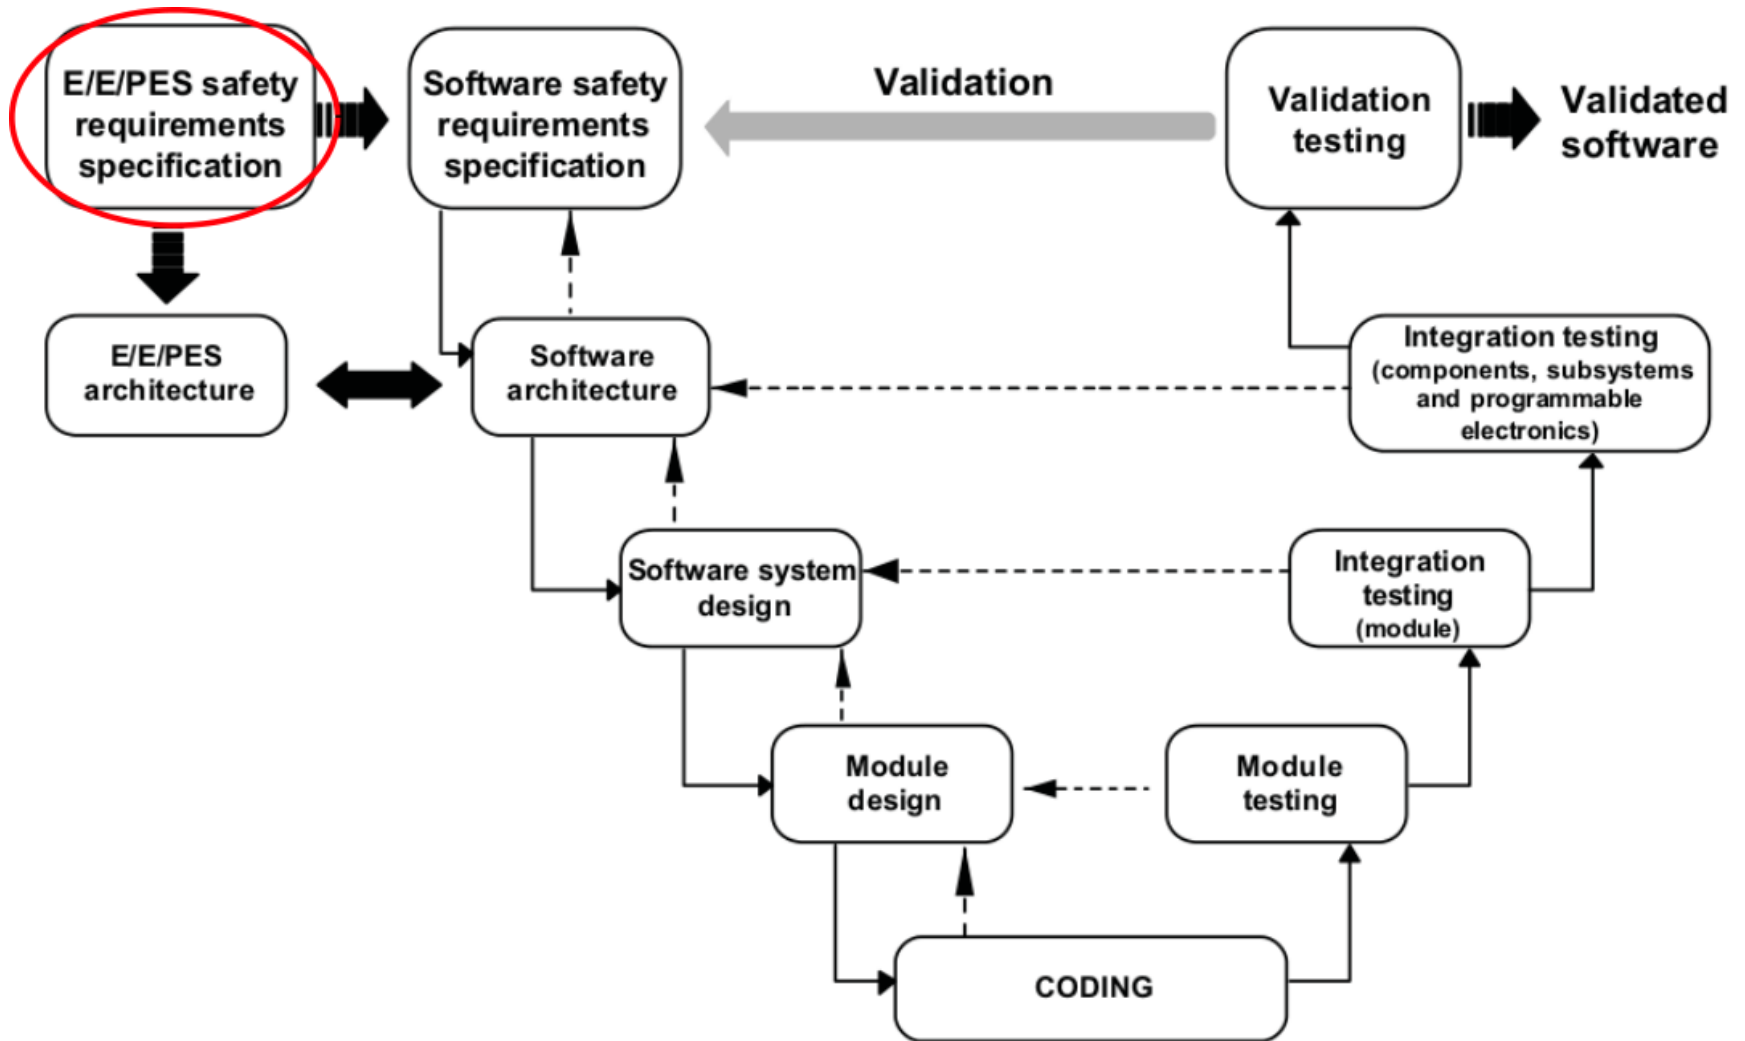 E/E/PES safety
requirements
specification
Software safety
requirements
specification
Validation
Validation
testing
Validated
software
E/E/PES
architecture
Software
architecture
Integration testing
(components, subsystems
and programmable
electronics)
Software system
design
Integration
testing
(module)
Module
design
Module
testing
CODING